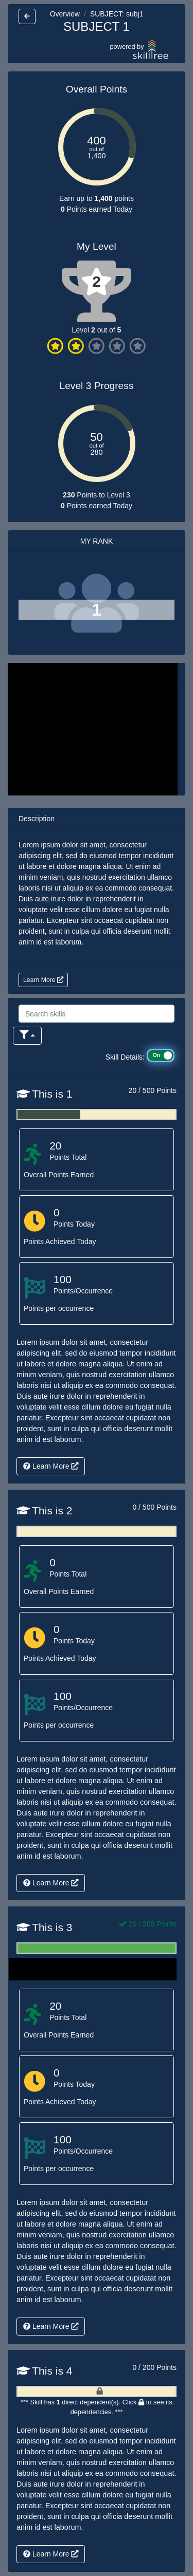 Overview / SUBJECT: subj1
SUBJECT 1
powered by
skilltree
Overall Points
400
out of
1,400
Earn up to 1,400 points
0 Points earned Today
My Level
2
Level 2 out of 5
Level 3 Progress
50
out of
280
230 Points to Level 3
0 Points earned Today
MY RANK
1
Description
Lorem ipsum dolor sit amet, consectetur
adipiscing elit, sed do eiusmod tempor incididunt
ut labore et dolore magna aliqua. Ut enim ad
minim veniam, quis nostrud exercitation ullamco
laboris nisi ut aliquip ex ea commodo consequat.
Duis aute irure dolor in reprehenderit in
voluptate velit esse cillum dolore eu fugiat nulla
pariatur. Excepteur sint occaecat cupidatat non
proident, sunt in culpa qui officia deserunt mollit
anim id est laborum.
Learn More
Search skills
Skill Details: On
This is 1
20 / 500 Points
20
Points Total
Overall Points Earned
0
Points Today
Points Achieved Today
100
Points/Occurrence
Points per occurrence
Lorem ipsum dolor sit amet, consectetur
adipiscing elit, sed do eiusmod tempor incididunt
ut labore et dolore magna aliqua. Ut enim ad
minim veniam, quis nostrud exercitation ullamco
laboris nisi ut aliquip ex ea commodo consequat.
Duis aute irure dolor in reprehenderit in
voluptate velit esse cillum dolore eu fugiat nulla
pariatur. Excepteur sint occaecat cupidatat non
proident, sunt in culpa qui officia deserunt mollit
anim id est laborum.
Learn More
This is 2
0 / 500 Points
0
Points Total
Overall Points Earned
0
Points Today
Points Achieved Today
100
Points/Occurrence
Points per occurrence
Lorem ipsum dolor sit amet, consectetur
adipiscing elit, sed do eiusmod tempor incididunt
ut labore et dolore magna aliqua. Ut enim ad
minim veniam, quis nostrud exercitation ullamco
laboris nisi ut aliquip ex ea commodo consequat.
Duis aute irure dolor in reprehenderit in
voluptate velit esse cillum dolore eu fugiat nulla
pariatur. Excepteur sint occaecat cupidatat non
proident, sunt in culpa qui officia deserunt mollit
anim id est laborum.
Learn More
This is 3
20 / 200 Points
20
Points Total
Overall Points Earned
0
Points Today
Points Achieved Today
100
Points/Occurrence
Points per occurrence
Lorem ipsum dolor sit amet, consectetur
adipiscing elit, sed do eiusmod tempor incididunt
ut labore et dolore magna aliqua. Ut enim ad
minim veniam, quis nostrud exercitation ullamco
laboris nisi ut aliquip ex ea commodo consequat.
Duis aute irure dolor in reprehenderit in
voluptate velit esse cillum dolore eu fugiat nulla
pariatur. Excepteur sint occaecat cupidatat non
proident, sunt in culpa qui officia deserunt mollit
anim id est laborum.
Learn More
This is 4
0 / 200 Points
*** Skill has 1 direct dependent(s). Click to see its
dependencies. ***
Lorem ipsum dolor sit amet, consectetur
adipiscing elit, sed do eiusmod tempor incididunt
ut labore et dolore magna aliqua. Ut enim ad
minim veniam, quis nostrud exercitation ullamco
laboris nisi ut aliquip ex ea commodo consequat.
Duis aute irure dolor in reprehenderit in
voluptate velit esse cillum dolore eu fugiat nulla
pariatur. Excepteur sint occaecat cupidatat non
proident, sunt in culpa qui officia deserunt mollit
anim id est laborum.
Learn More